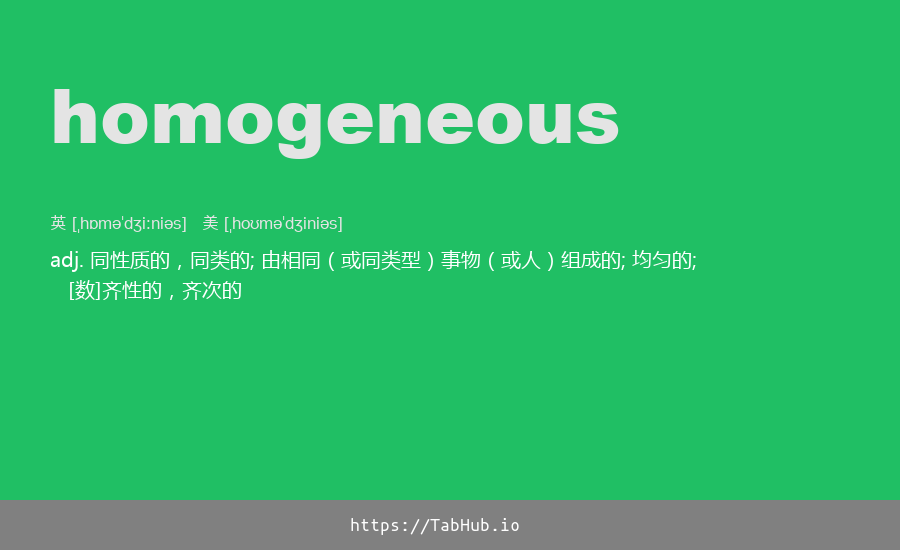 homogeneous
英 [ˌhɒməˈdʒiːniəs] 美 [ˌhoʊməˈdʒiniəs]
adj. 同性质的，同类的; 由相同（或同类型）事物（或人）组成的; 均匀的;
[数]齐性的，齐次的
https://TabHub.io